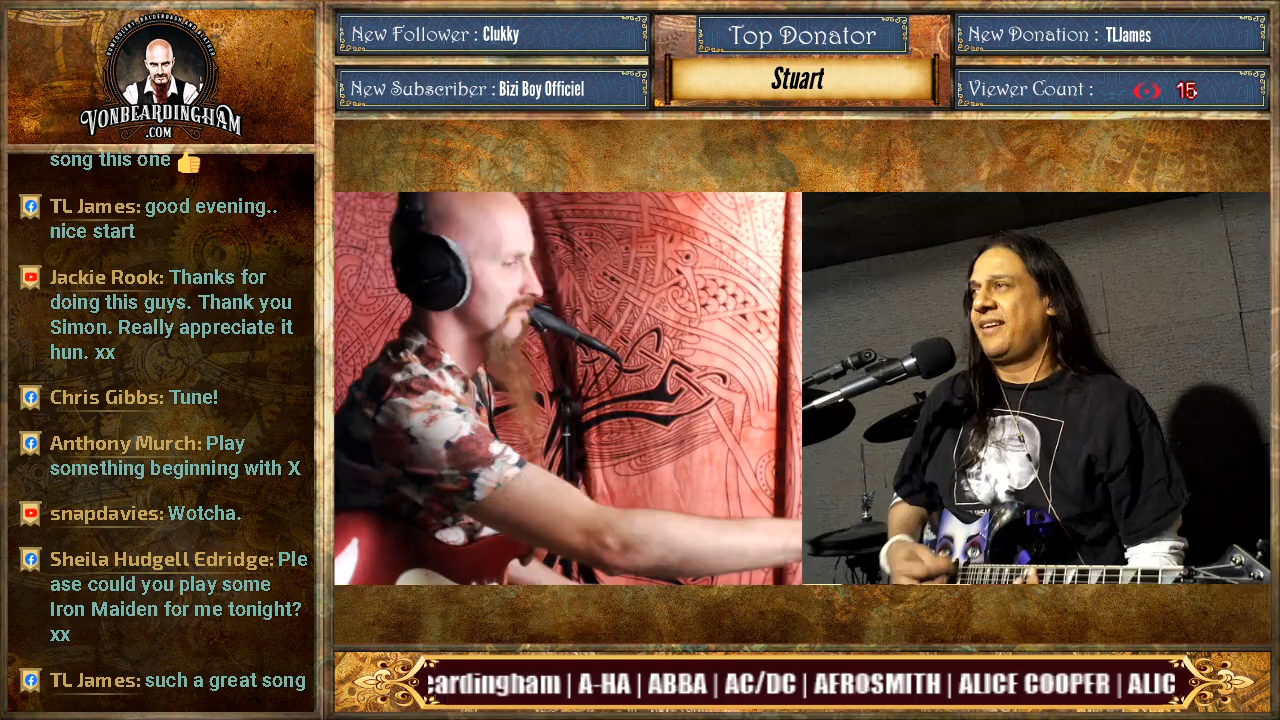 BOMBASTICKERY, BALDERDASH AND
VONBEARDINGHAM
.COM
song this one 👍
TL James: good evening..
nice start
Jackie Rook: Thanks for
doing this guys. Thank you
Simon. Really appreciate it
hun. xx
Chris Gibbs: Tune!
Anthony Murch: Play
something beginning with X
snapdavies: Wotcha.
Sheila Hudgell Edridge: Ple
ase could you play some
Iron Maiden for me tonight?
xx
TL James: such a great song
New Follower : Clukky
New Subscriber : Bizi Boy Officiel
Top Donator
Stuart
New Donation : TLJames
Viewer Count : 15
ardingham | A-HA | ABBA | AC/DC | AEROSMITH | ALICE COOPER | ALIC